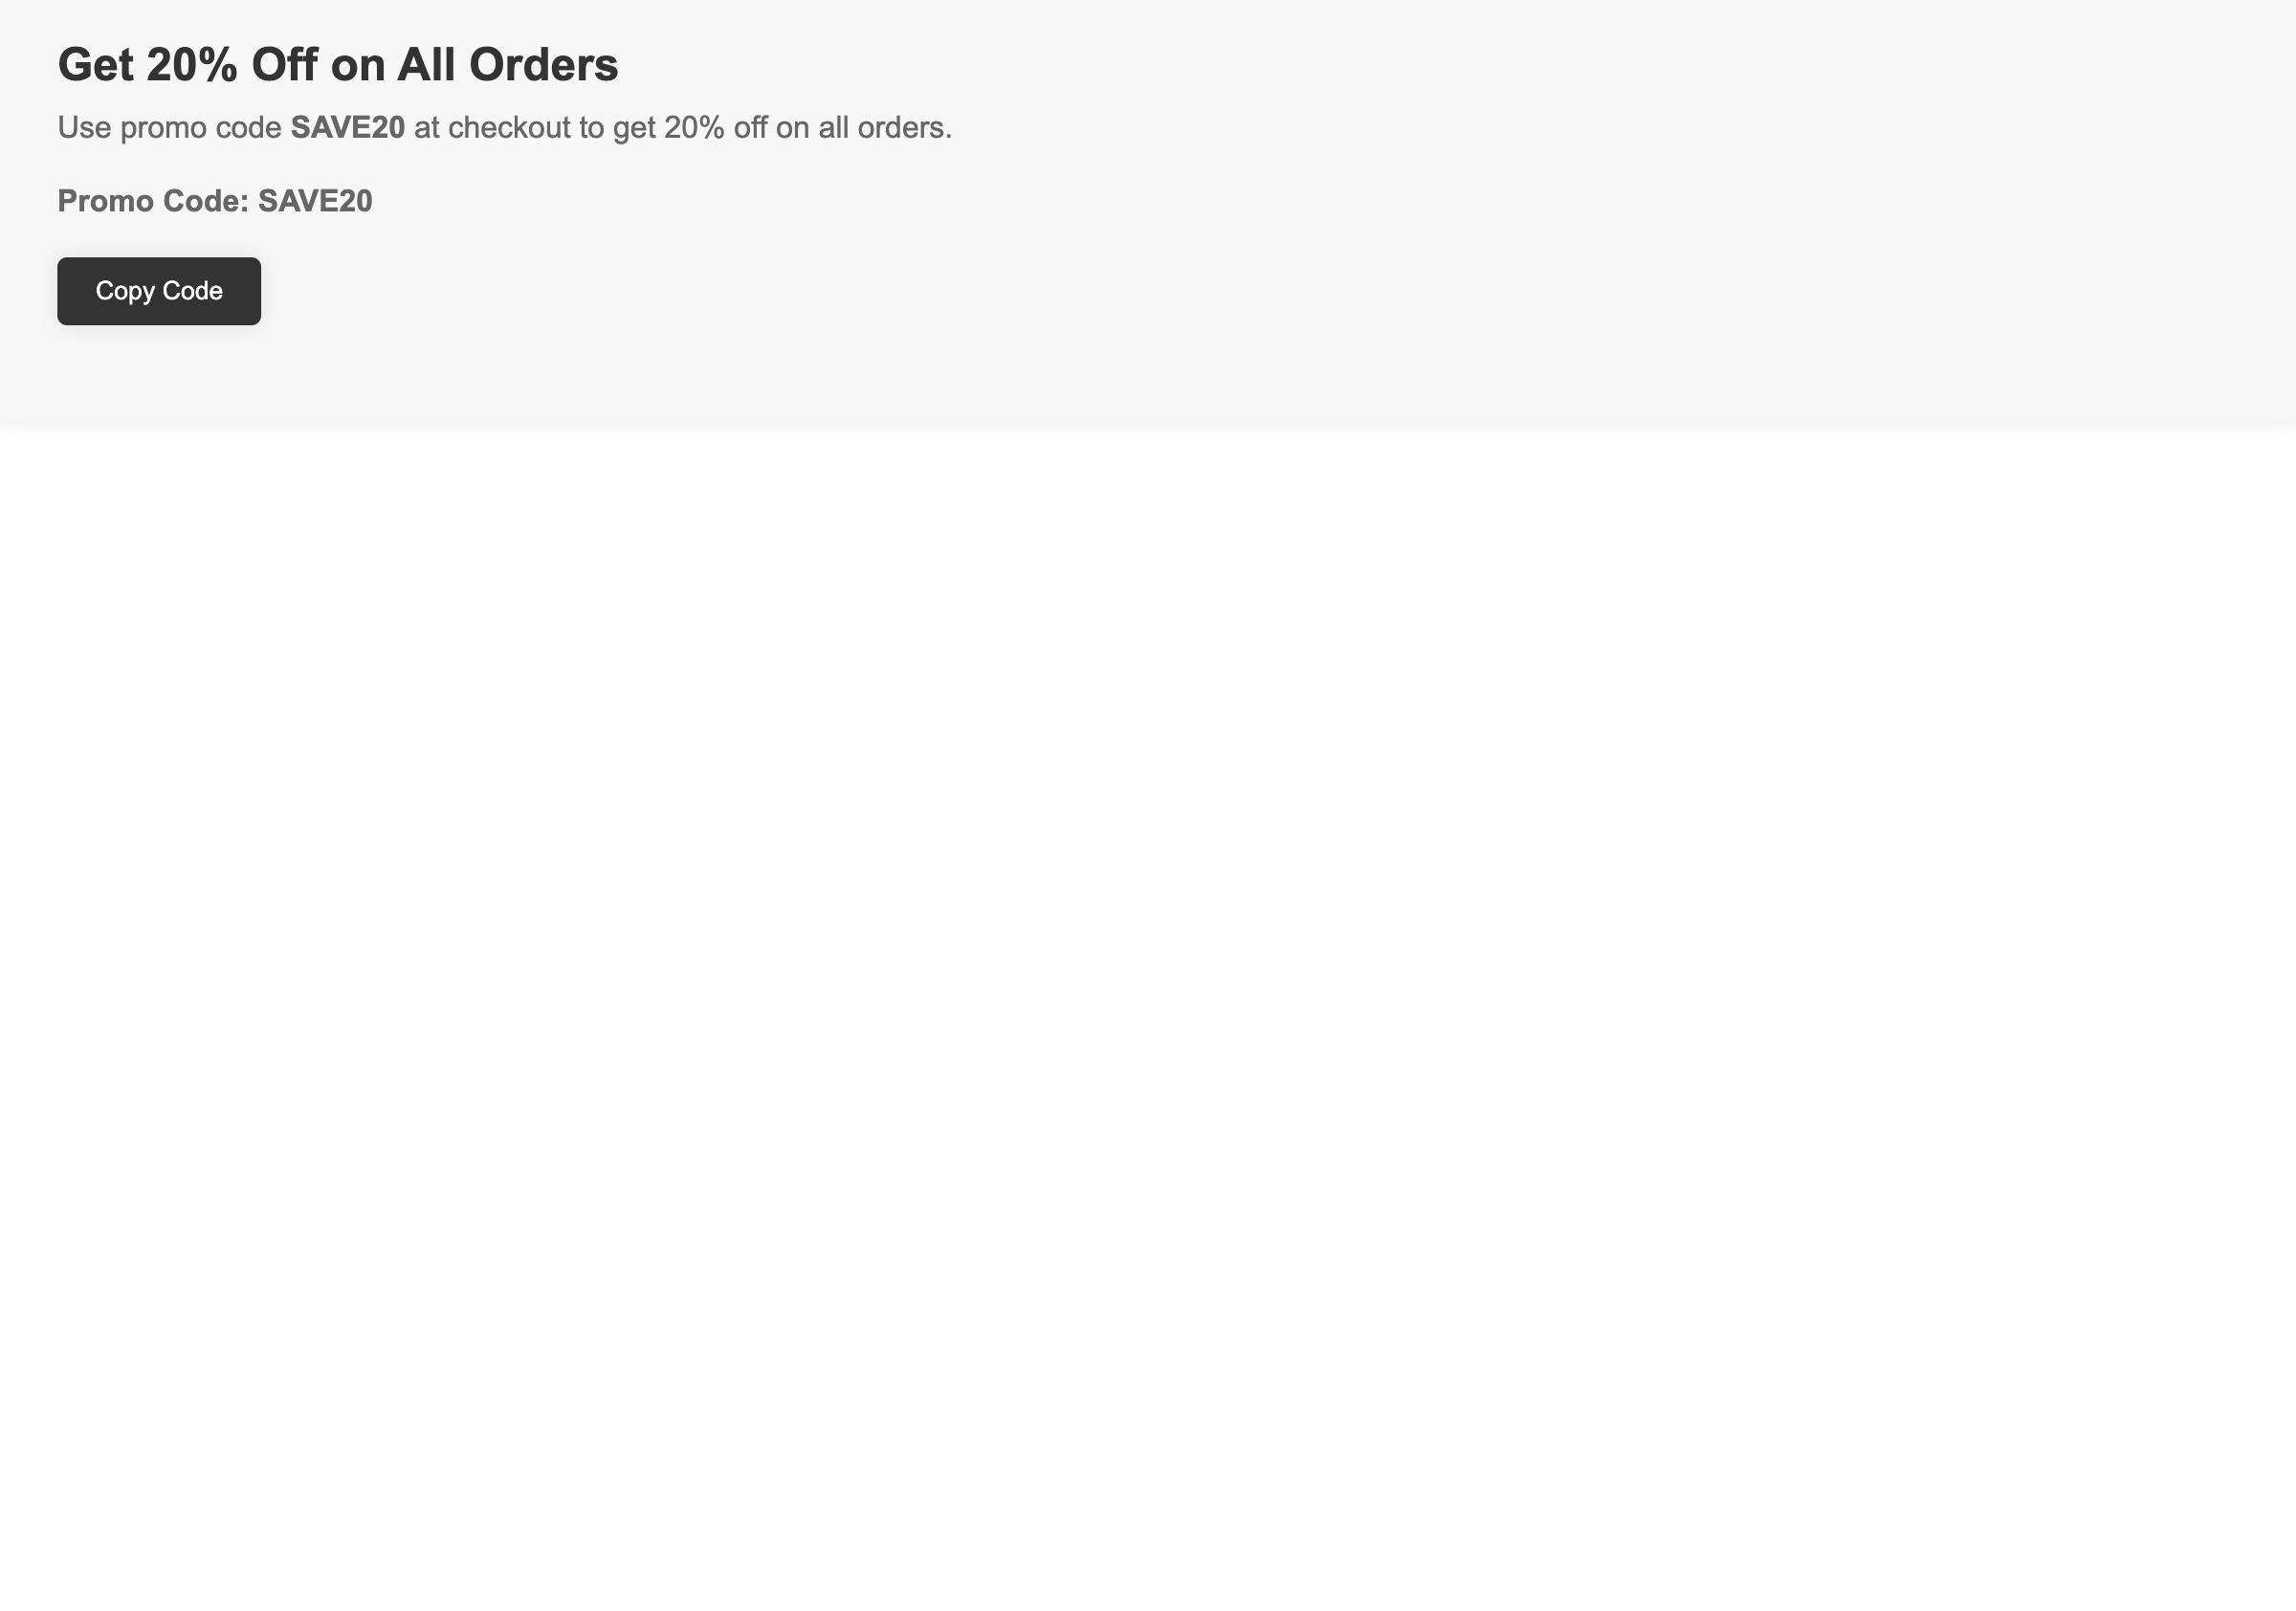 Get 20% Off on All Orders
Use promo code SAVE20 at checkout to get 20% off on all orders.
Promo Code: SAVE20
Copy Code